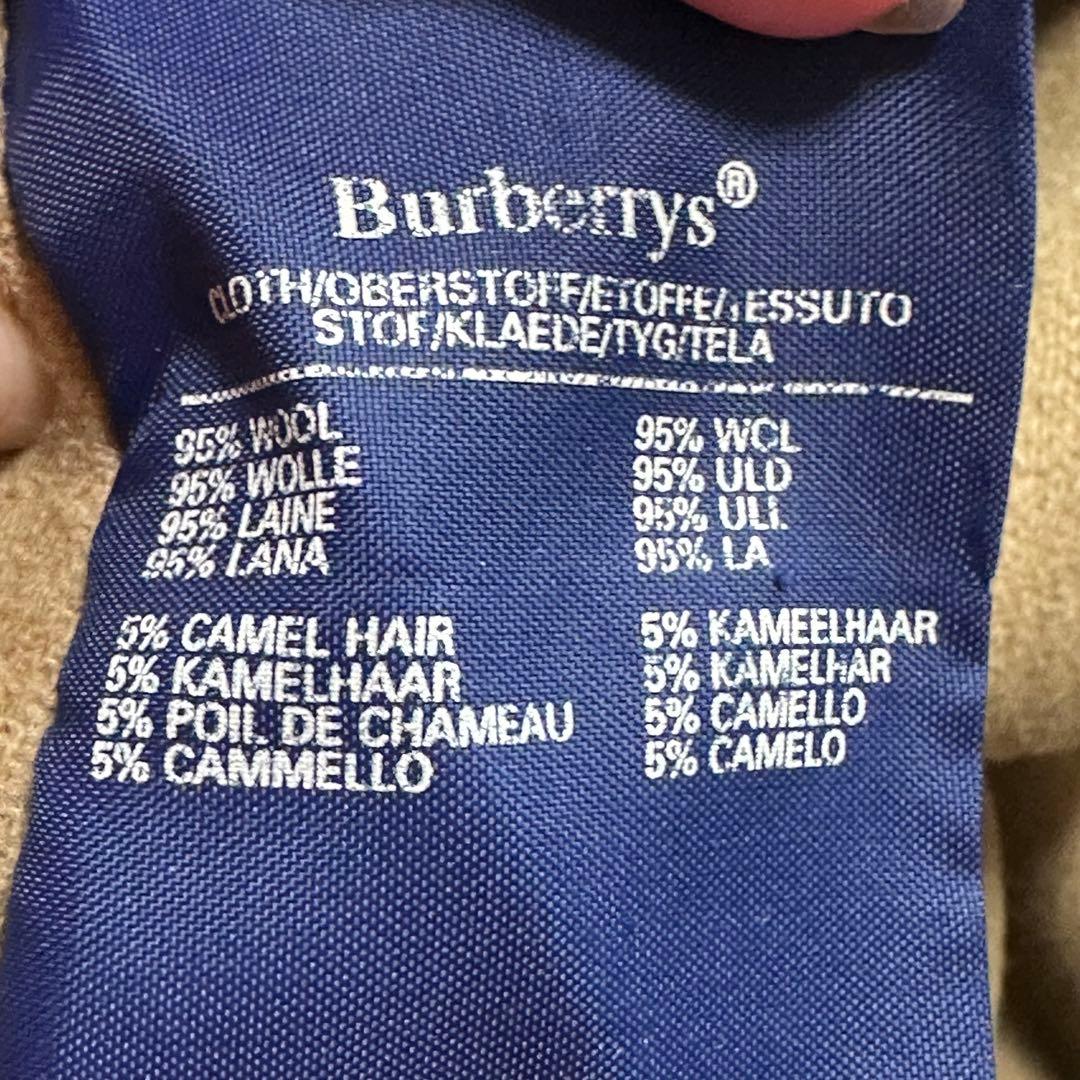 Burberrys®
CLOTH/OBERSTOFF/ETOFFE/TESSUTO
STOF/KLAEDE/TYG/TELA
95% WOOL
95% WOLLE
95% LAINE
95% LANA
95% WOL
95% ULD
95% ULL
95% LA
5% CAMEL HAIR
5% KAMELHAAR
5% POIL DE CHAMEAU
5% CAMMELLO
5% KAMEELHAAR
5% KAMELHAR
5% CAMELLO
5% CAMELO